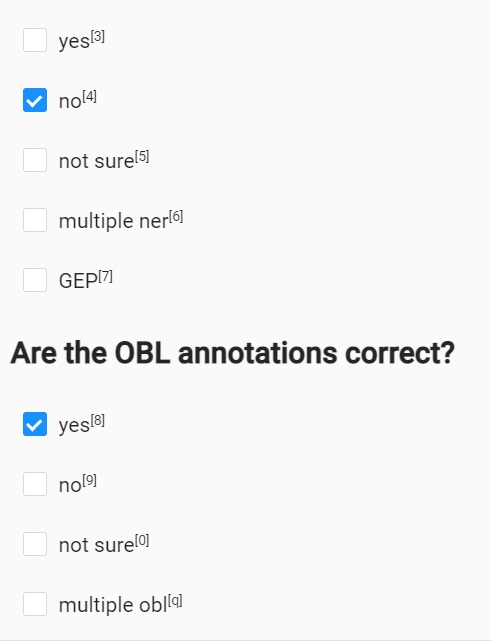 yes[3]
no[4]
not sure[5]
multiple ner[6]
GEP[7]
Are the OBL annotations correct?
yes[8]
no[9]
not sure[0]
multiple obl[q]